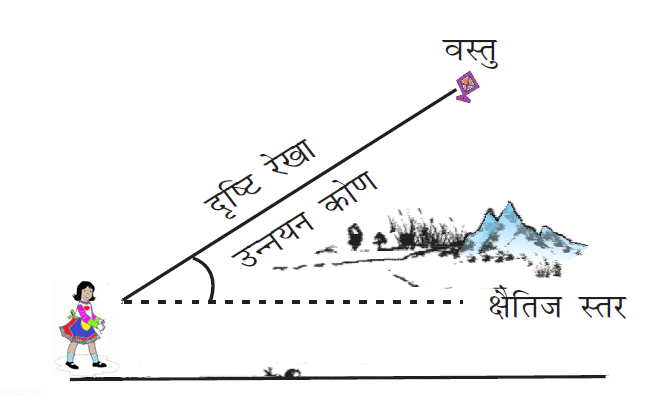 वस्तु
दृष्टि रेखा
उन्नयन कोण
क्षैतिज स्तर